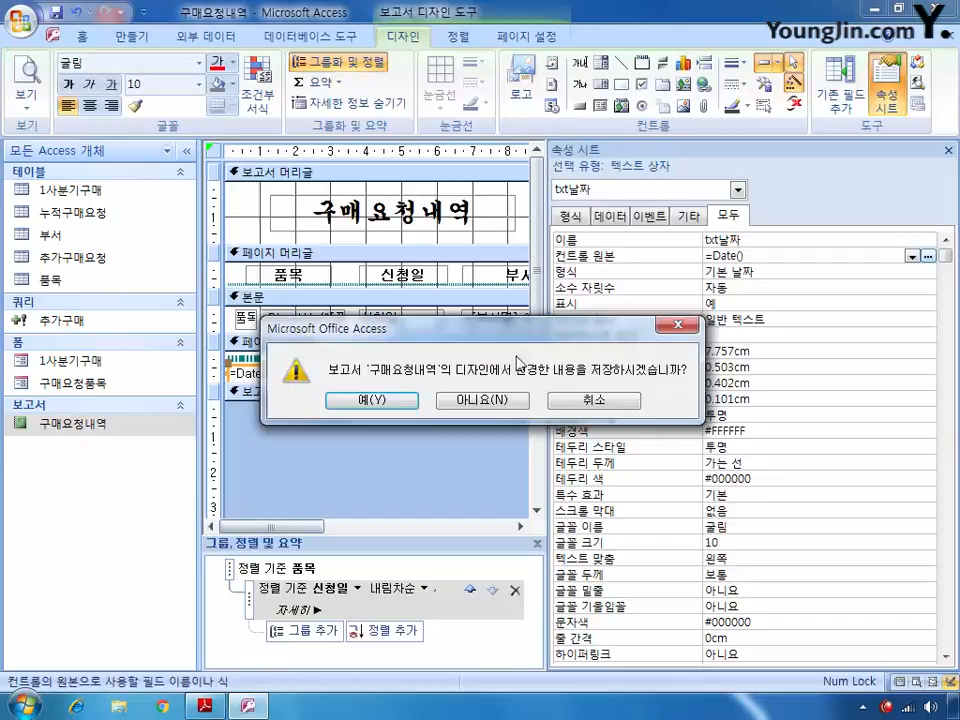 구매요청내역 - Microsoft Access
보고서 디자인 도구
YoungJin.com Y.
홈
만들기
외부 데이터
데이터베이스 도구
디자인
정렬
페이지 설정
보기
굴림
가
가
가
가
10
조건부
서식
그룹화 및 정렬
Σ 요약
자세한 정보 숨기기
눈금선
로고
가
기존 필드
추가
속성
시트
보기
글꼴
그룹화 및 요약
눈금선
컨트롤
도구
모든 Access 개체
테이블
1사분기구매
누적구매요청
부서
추가구매요청
품목
쿼리
추가구매
폼
1사분기구매
구매요청품목
보고서
구매요청내역
1 2 3 4 5 6 7 8
보고서 머리글
구매요청내역
페이지 머리글
품목
신청일
부서
본문
품목
=Date
속성 시트
선택 유형: 텍스트 상자
txt날짜
형식
데이터
이벤트
기타
모두
이름 txt날짜
컨트롤 원본 =Date()
형식 기본 날짜
소수 자릿수 자동
표시 예
일반 텍스트
7.757cm
0.503cm
0.402cm
0.101cm
투명
배경색 #FFFFFF
테두리 스타일 투명
테두리 두께 가는 선
테두리 색 #000000
특수 효과 기본
스크롤 막대 없음
글꼴 이름 굴림
글꼴 크기 10
텍스트 맞춤 왼쪽
글꼴 두께 보통
글꼴 밑줄 아니요
글꼴 기울임꼴 아니요
문자색 #000000
줄 간격 0cm
하이퍼링크 아니요
Microsoft Office Access
보고서 '구매요청내역'의 디자인에서 변경한 내용을 저장하시겠습니까?
예(Y)
아니요(N)
취소
그룹, 정렬 및 요약
정렬 기준 품목
정렬 기준 신청일 내림차순 ,
자세히
그룹 추가
정렬 추가
컨트롤의 원본으로 사용할 필드 이름이나 식
Num Lock